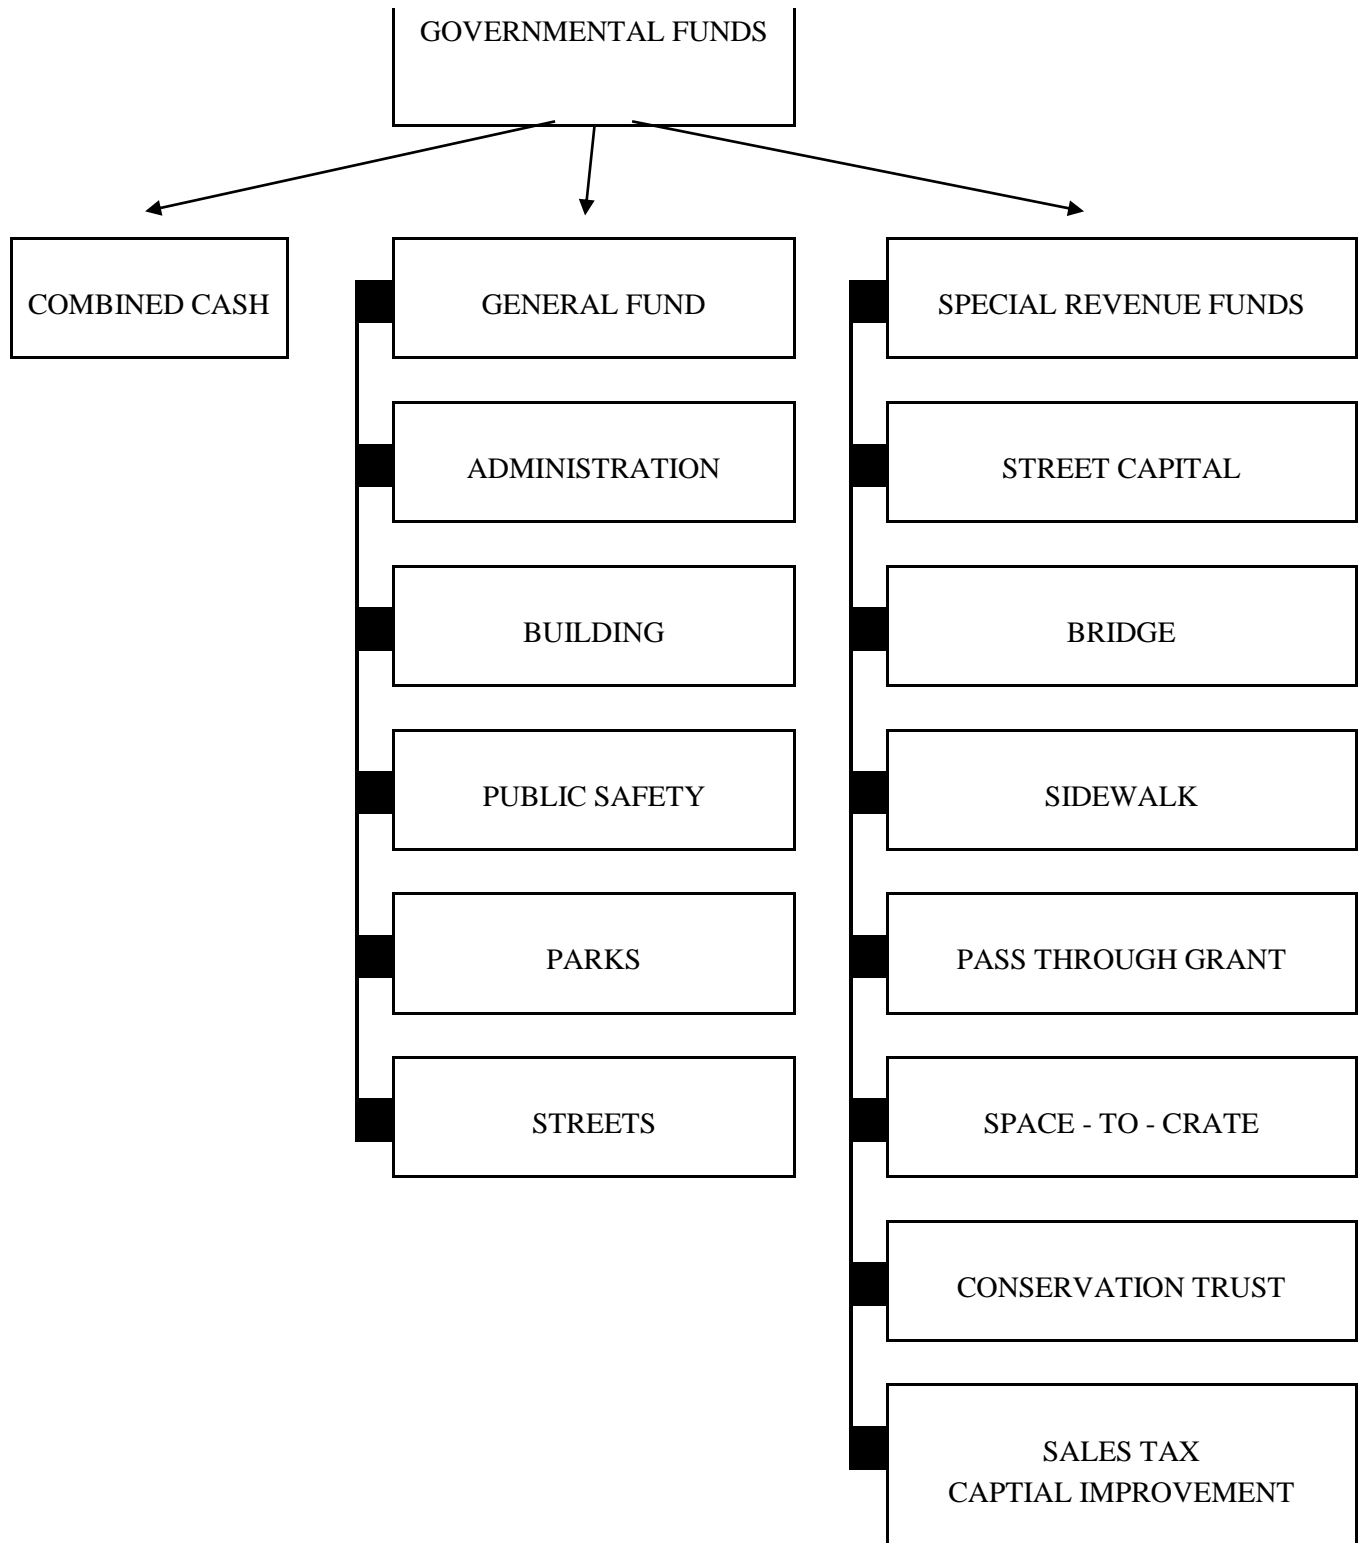 GOVERNMENTAL FUNDS
COMBINED CASH
GENERAL FUND
SPECIAL REVENUE FUNDS
ADMINISTRATION
STREET CAPITAL
BUILDING
BRIDGE
PUBLIC SAFETY
SIDEWALK
PARKS
PASS THROUGH GRANT
STREETS
SPACE - TO - CRATE
CONSERVATION TRUST
SALES TAX
CAPTIAL IMPROVEMENT